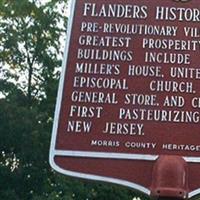 FLANDERS HISTOR
PRE-REVOLUTIONARY VIL
GREATEST PROSPERITY
BUILDINGS INCLUDE
MILLER'S HOUSE, UNITE
EPISCOPAL CHURCH,
GENERAL STORE, AND C
FIRST PASTEURIZING
NEW JERSEY.
MORRIS COUNTY HERITAGE